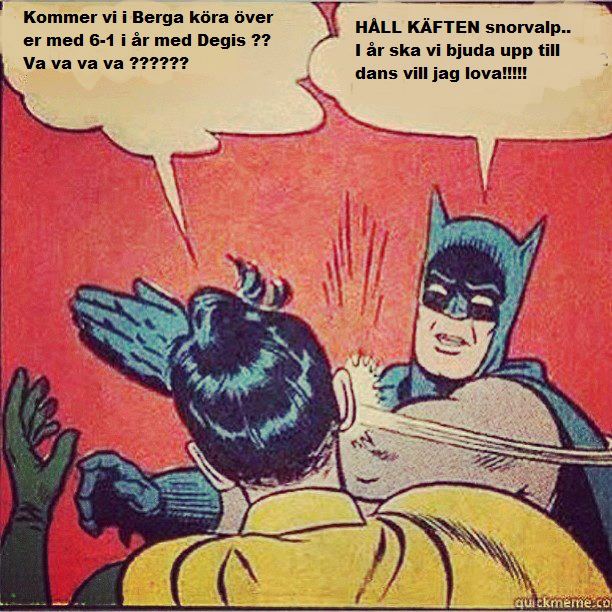 Kommer vi i Berga köra över
er med 6-1 i år med Degis ??
Va va va va ??????
HÅLL KÄFTEN snorvalp..
I år ska vi bjuda upp till
dans vill jag lova!!!!!
quickmeme.co